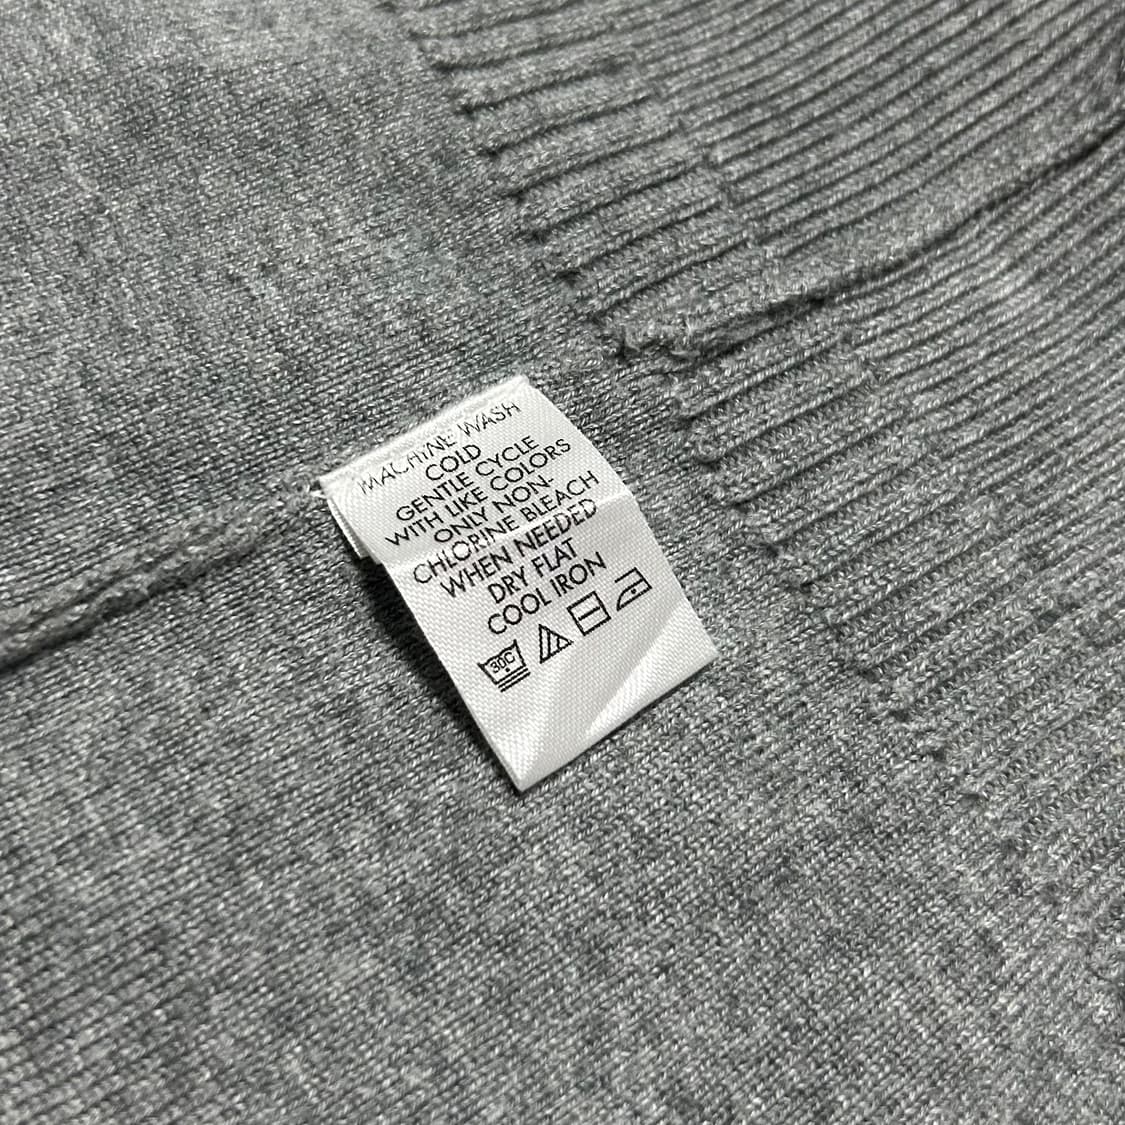 MACHINE WASH
COLD
GENTLE CYCLE
WITH LIKE COLORS
ONLY NON-
CHLORINE BLEACH
WHEN NEEDED
DRY FLAT
COOL IRON
30C